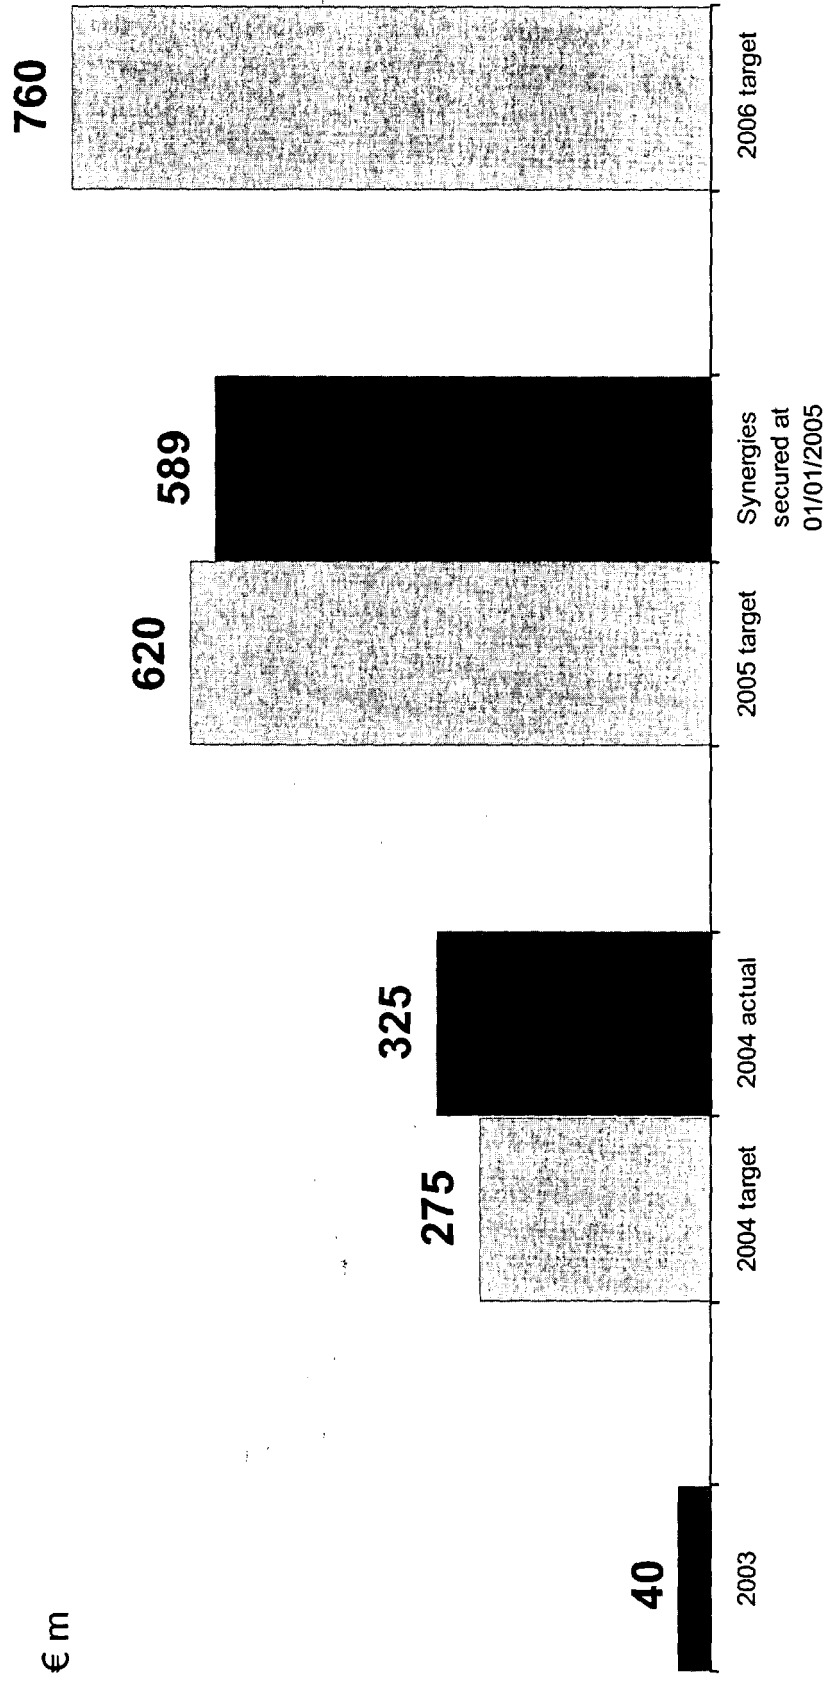 € m
40
275
325
620
589
760
2003
2004 target
2004 actual
2005 target
Synergies
secured at
01/01/2005
2006 target